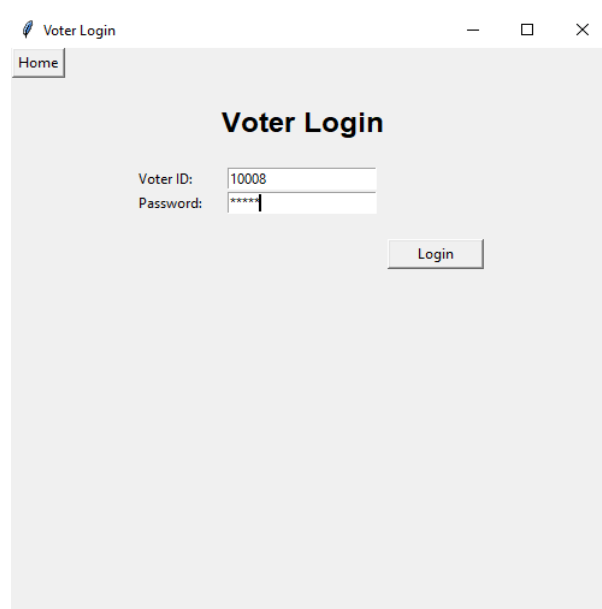 Voter Login
Home
Voter Login
Voter ID: 10008
Password: *****
Login